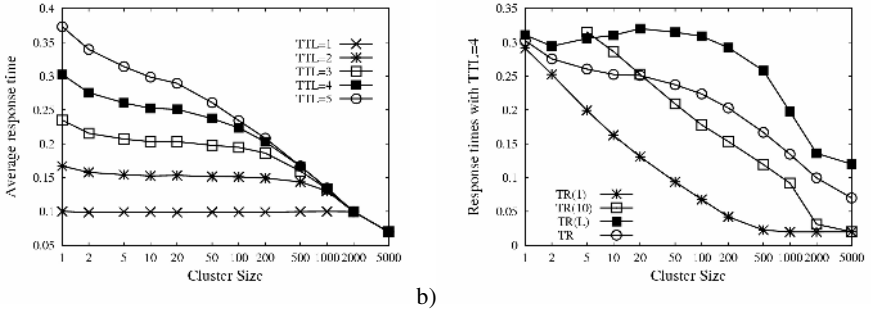 0.4
0.35
0.3
0.25
0.2
0.15
0.1
0.05
Average response time
TTL=1
TTL=2
TTL=3
TTL=4
TTL=5
1 2 5 10 20 50 100 200 500 1000 2000 5000
Cluster Size
b)
0.35
0.3
0.25
0.2
0.15
0.1
0.05
0
Response times with TTL=4
TR(1)
TR(10)
TR(L)
TR
1 2 5 10 20 50 100 200 500 1000 2000 5000
Cluster Size